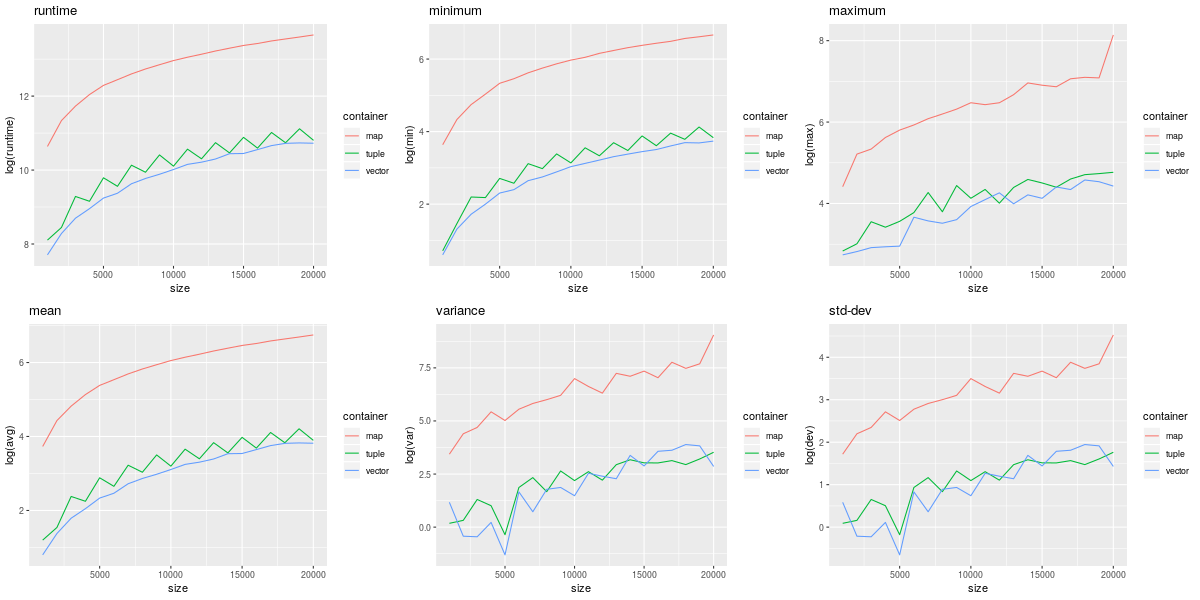 runtime
log(runtime)
12
10
8
5000 10000 15000 20000
size
container
map
tuple
vector
minimum
log(min)
6
4
2
5000 10000 15000 20000
size
container
map
tuple
vector
maximum
log(max)
8
6
4
5000 10000 15000 20000
size
container
map
tuple
vector
mean
log(avg)
6
4
2
5000 10000 15000 20000
size
container
map
tuple
vector
variance
log(var)
7.5
5.0
2.5
0.0
5000 10000 15000 20000
size
container
map
tuple
vector
std-dev
log(dev)
4
3
2
1
0
5000 10000 15000 20000
size
container
map
tuple
vector